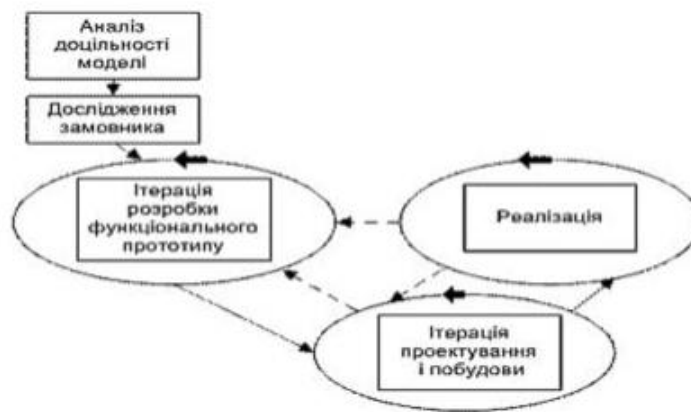 Аналіз
доцільності
моделі
Дослідження
замовника
Ітерація
розробки
функціонального
прототипу
Реалізація
Ітерація
проектування
і побудови